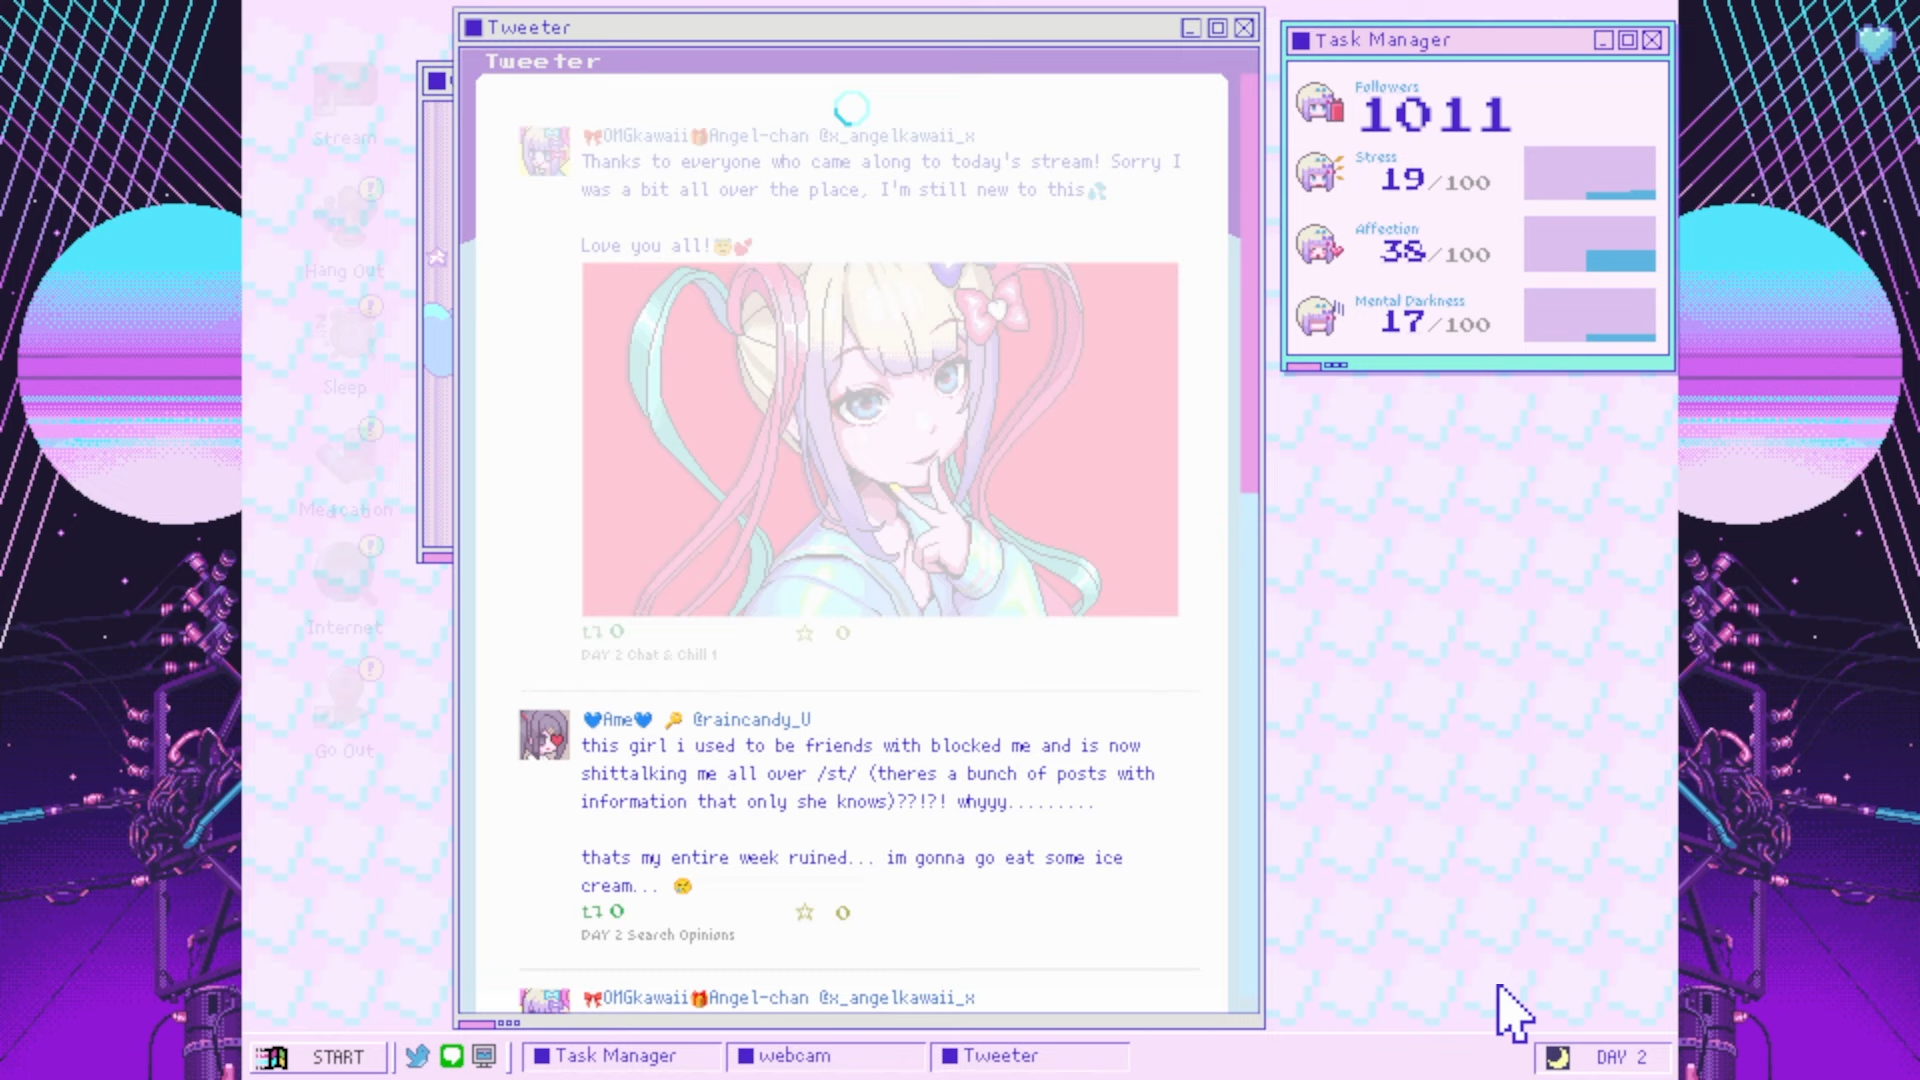 Tweeter
Tweeter
🎀OMGkawaii🎁Angel-chan @x_angelkawaii_x
Thanks to everyone who came along to today's stream! Sorry I
was a bit all over the place, I'm still new to this💦
Love you all!😇💕
0 0
DAY 2 Chat & Chill 1
💙Ame💙 🔑 @raincandy_U
this girl i used to be friends with blocked me and is now
shittalking me all over /st/ (theres a bunch of posts with
information that only she knows)??!?! whyyy.........
thats my entire week ruined... im gonna go eat some ice
cream... 😢
0 0
DAY 2 Search Opinions
🎀OMGkawaii🎁Angel-chan @x_angelkawaii_x
Stream
Hang Out
Sleep
Medication
Internet
Go Out
Task Manager
Followers
1011
Stress
19/100
Affection
38/100
Mental Darkness
17/100
START
Task Manager
webcam
Tweeter
DAY 2